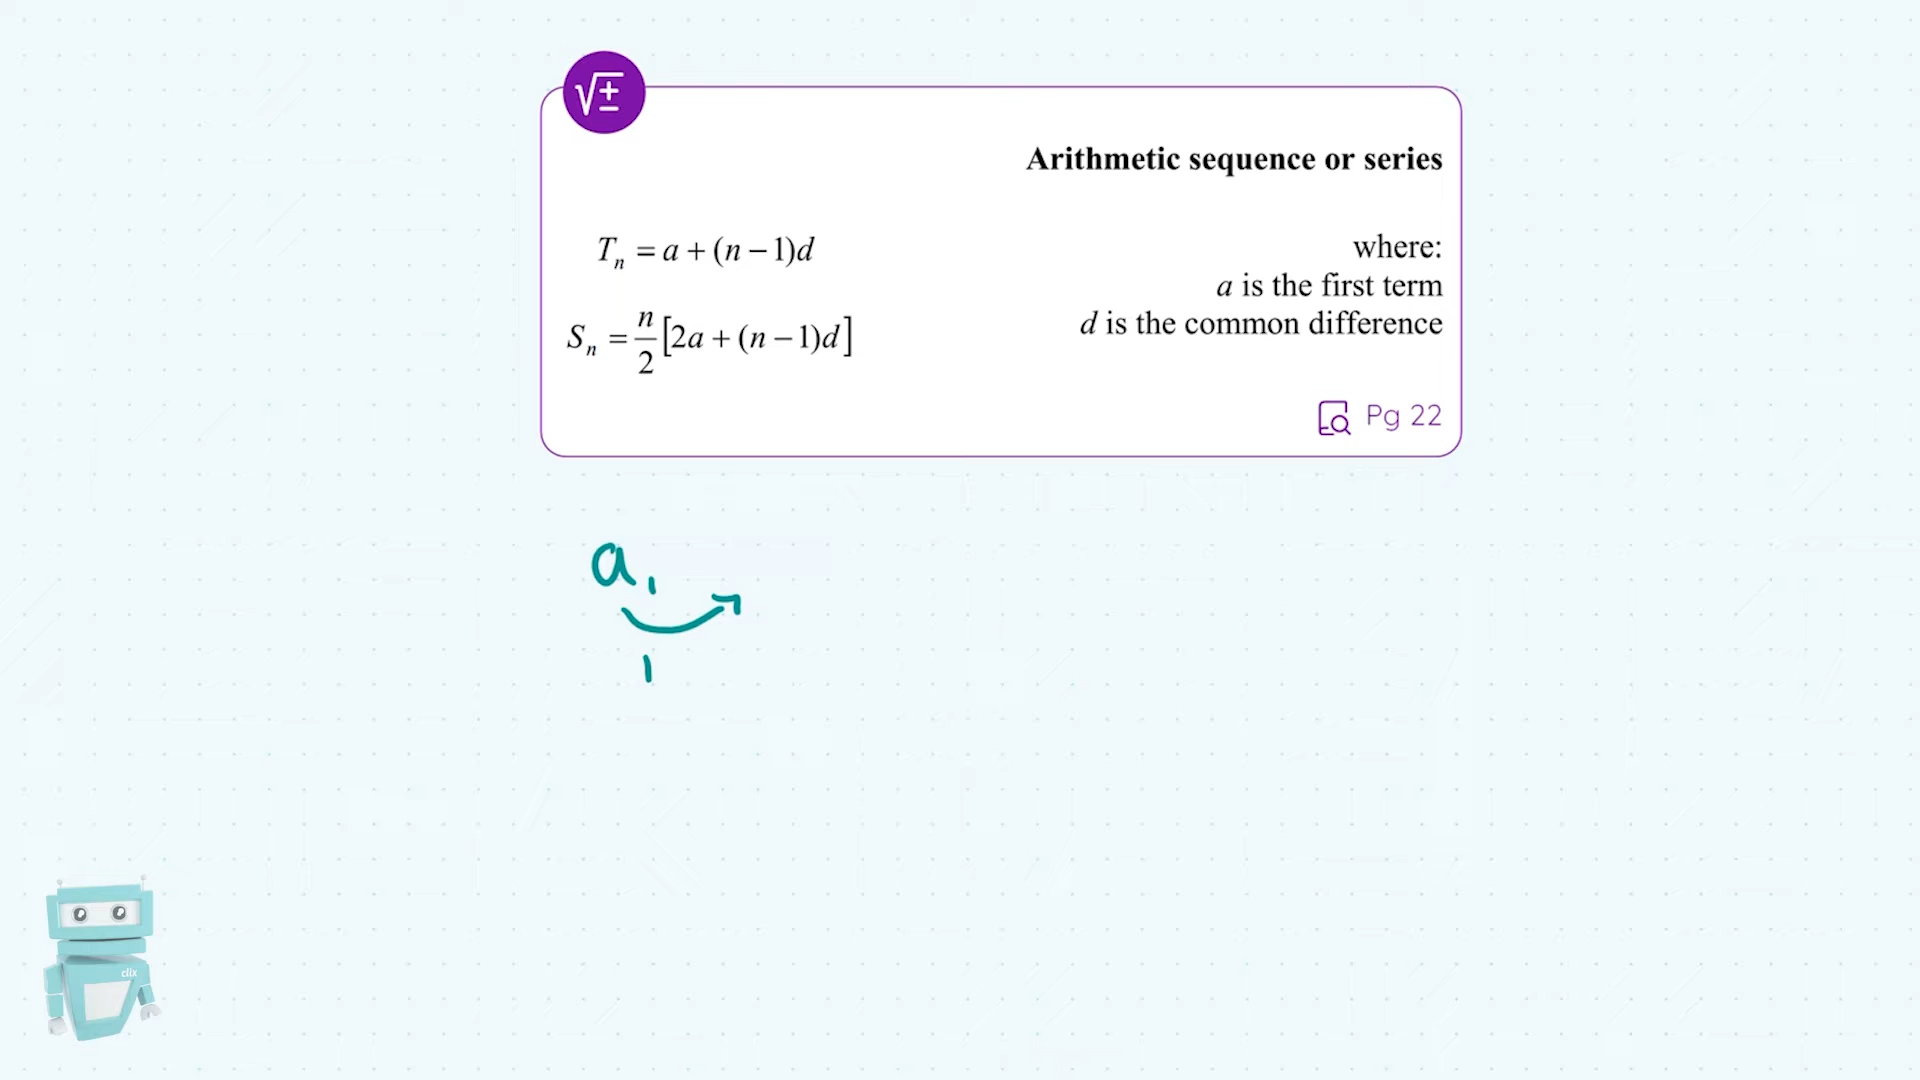 √±
Arithmetic sequence or series
Tₙ = a + (n − 1)d
where:
a is the first term
Sₙ = n/2 [2a + (n − 1)d]
d is the common difference
Pg 22
a,
clix